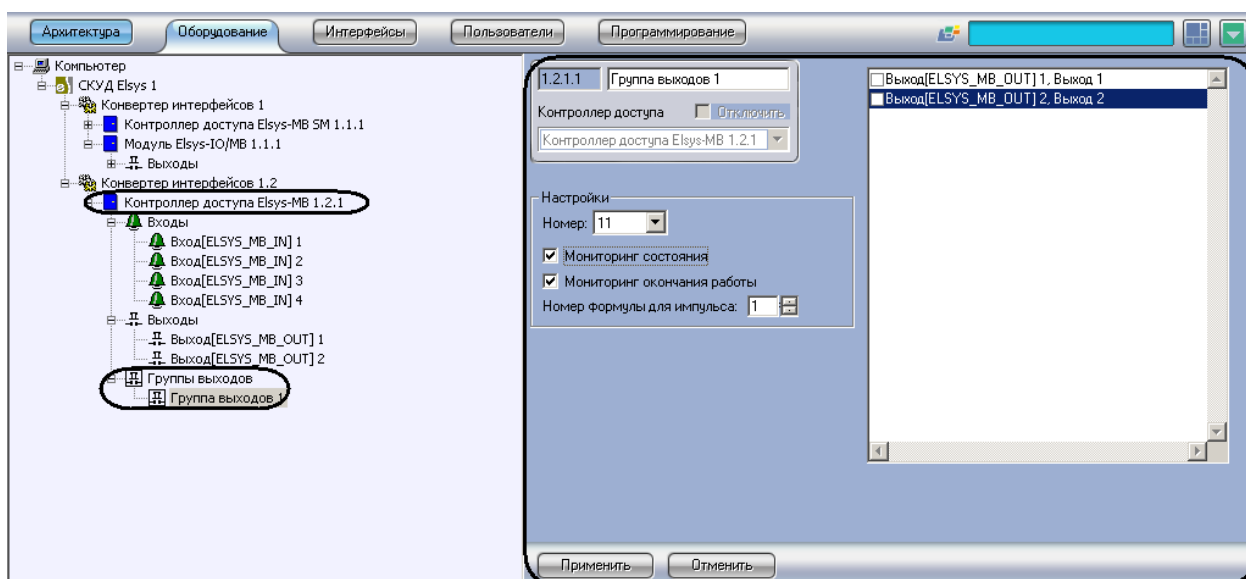 Архитектура Оборудование Интерфейсы Пользователи Программирование
Компьютер
СКУД Elsys 1
Конвертер интерфейсов 1
Контроллер доступа Elsys-MB SM 1.1.1
Модуль Elsys-IO/MB 1.1.1
Выходы
Конвертер интерфейсов 1.2
Контроллер доступа Elsys-MB 1.2.1
Входы
Вход[ELSYS_MB_IN] 1
Вход[ELSYS_MB_IN] 2
Вход[ELSYS_MB_IN] 3
Вход[ELSYS_MB_IN] 4
Выходы
Выход[ELSYS_MB_OUT] 1
Выход[ELSYS_MB_OUT] 2
Группы выходов
Группа выходов 1
1.2.1.1 Группа выходов 1
Контроллер доступа Отключить
Контроллер доступа Elsys-MB 1.2.1
Настройки
Номер: 11
Мониторинг состояния
Мониторинг окончания работы
Номер формулы для импульса: 1
Выход[ELSYS_MB_OUT] 1, Выход 1
Выход[ELSYS_MB_OUT] 2, Выход 2
Применить Отменить